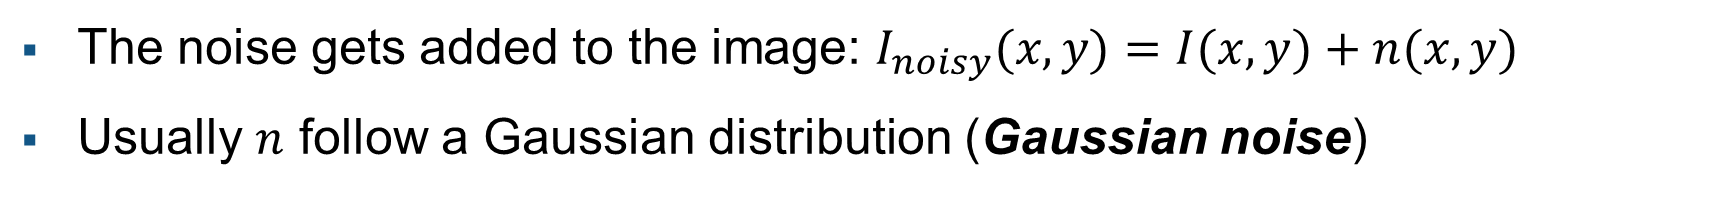 ▪ The noise gets added to the image: I_noisy(x, y) = I(x, y) + n(x, y)
▪ Usually n follow a Gaussian distribution (Gaussian noise)